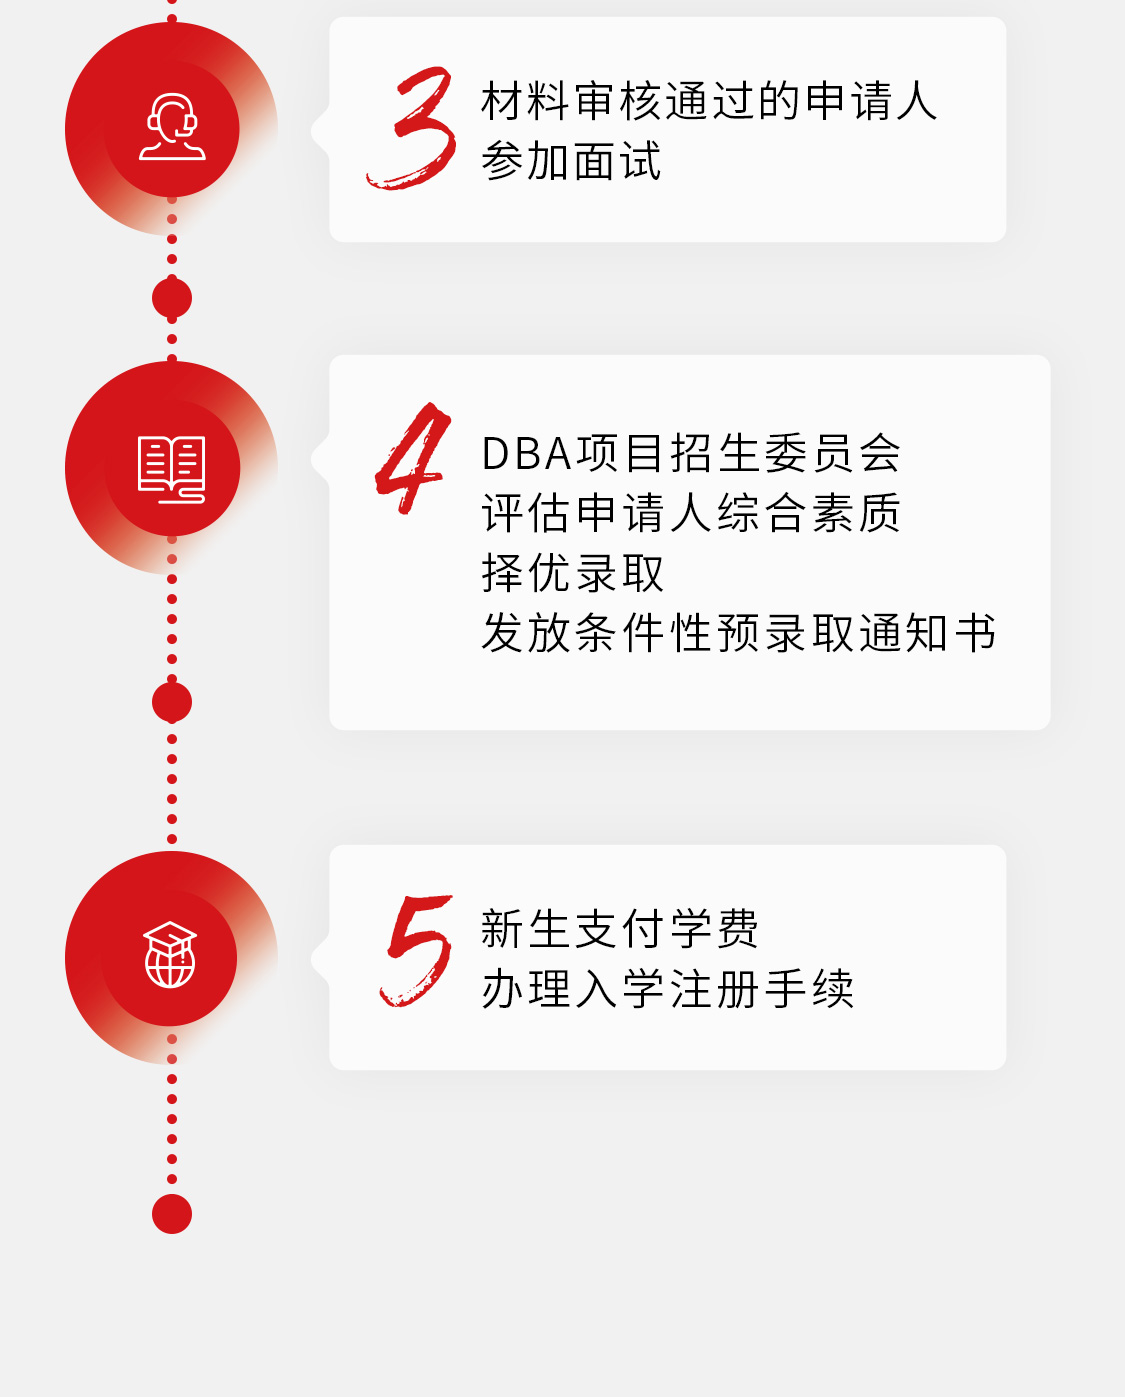 3
材料审核通过的申请人
参加面试
4
DBA项目招生委员会
评估申请人综合素质
择优录取
发放条件性预录取通知书
5
新生支付学费
办理入学注册手续